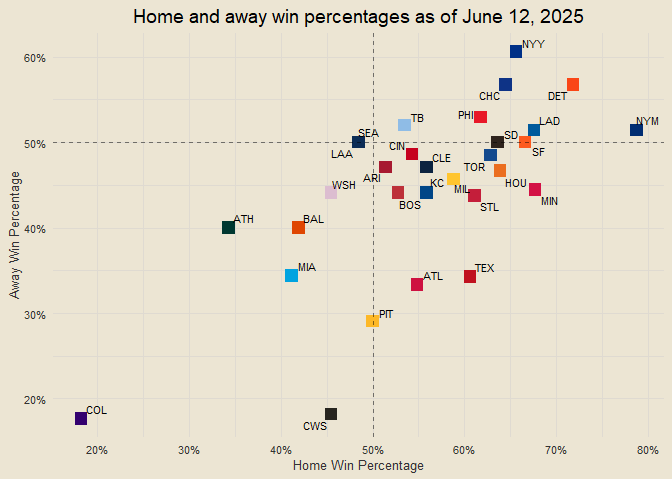 Home and away win percentages as of June 12, 2025
60%
50%
40%
30%
20%
Away Win Percentage
NYY
CHC
DET
TB
PHI
LAD
NYM
SEA
SD
LAA
CIN
CLE
TOR
SF
ARI
WSH
KC
MIL
HOU
BOS
STL
MIN
ATH
BAL
MIA
ATL
TEX
PIT
COL
CWS
20%
30%
40%
50%
60%
70%
80%
Home Win Percentage